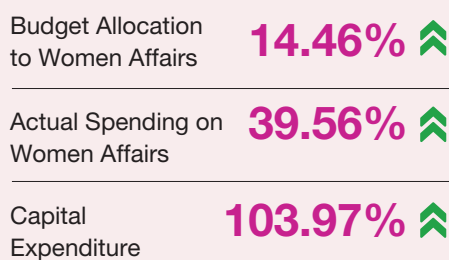 Budget Allocation
to Women Affairs
14.46%
Actual Spending on
Women Affairs
39.56%
Capital
Expenditure
103.97%